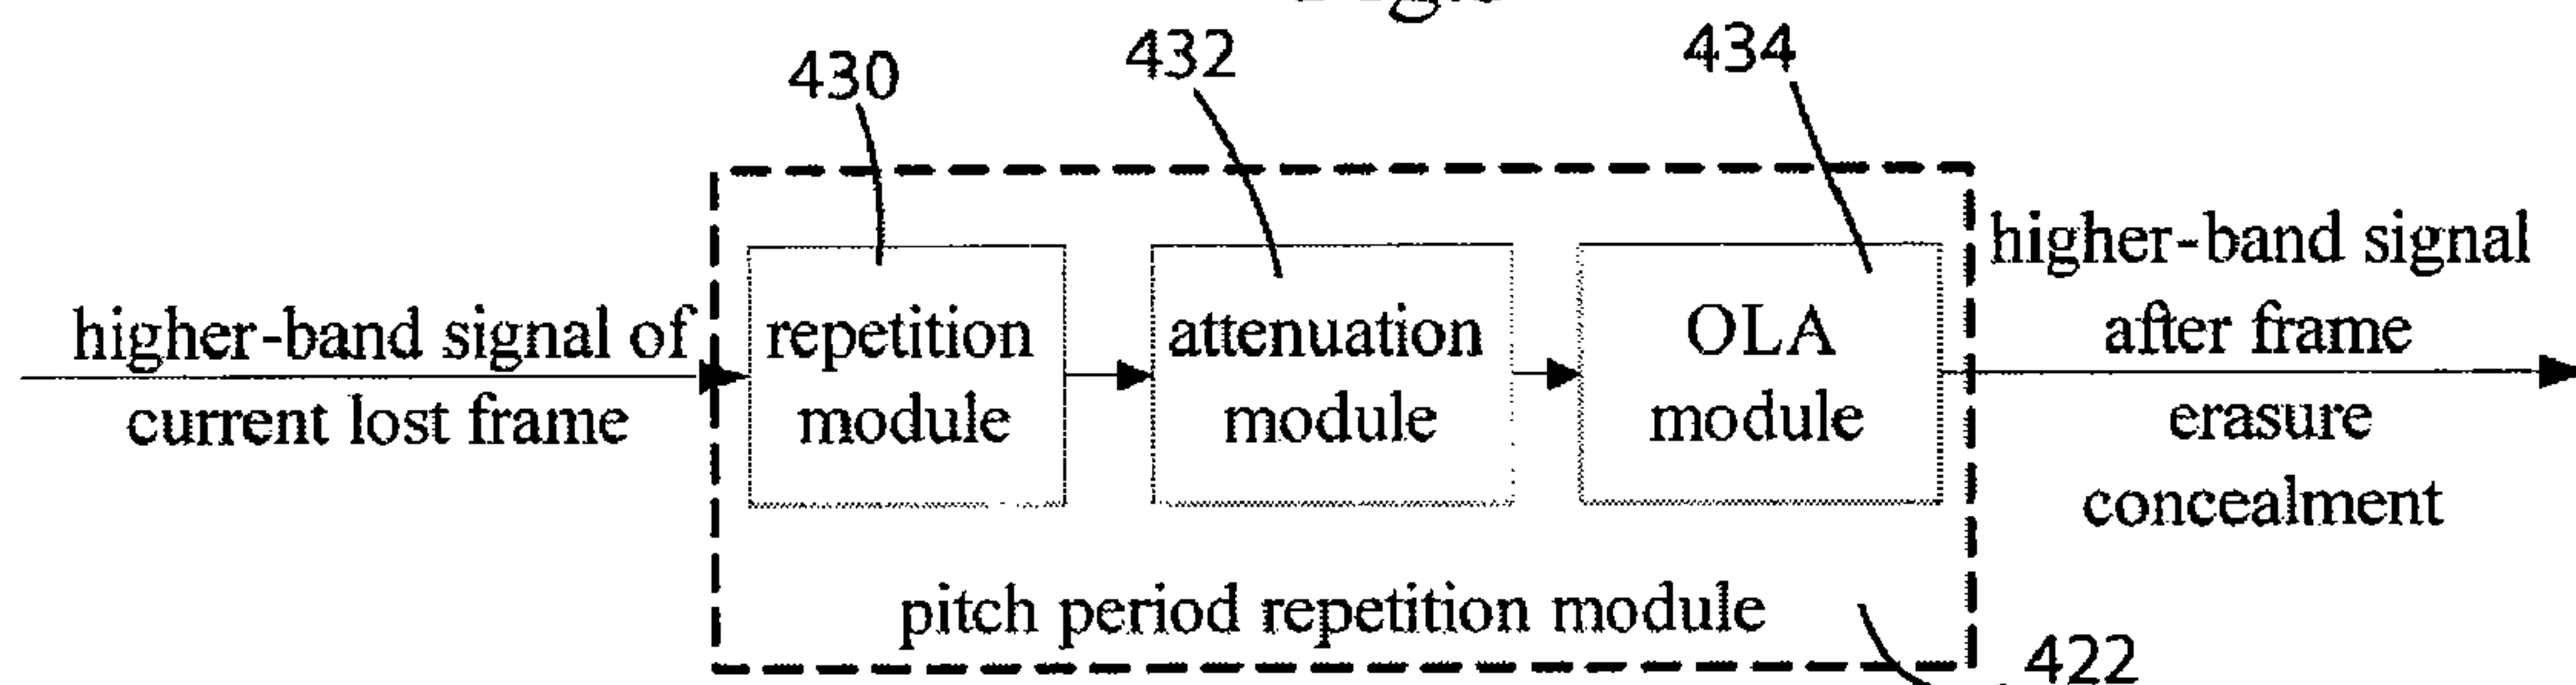 430
432
434
higher-band signal of
current lost frame
repetition
module
attenuation
module
OLA
module
higher-band signal
after frame
erasure
concealment
pitch period repetition module
422